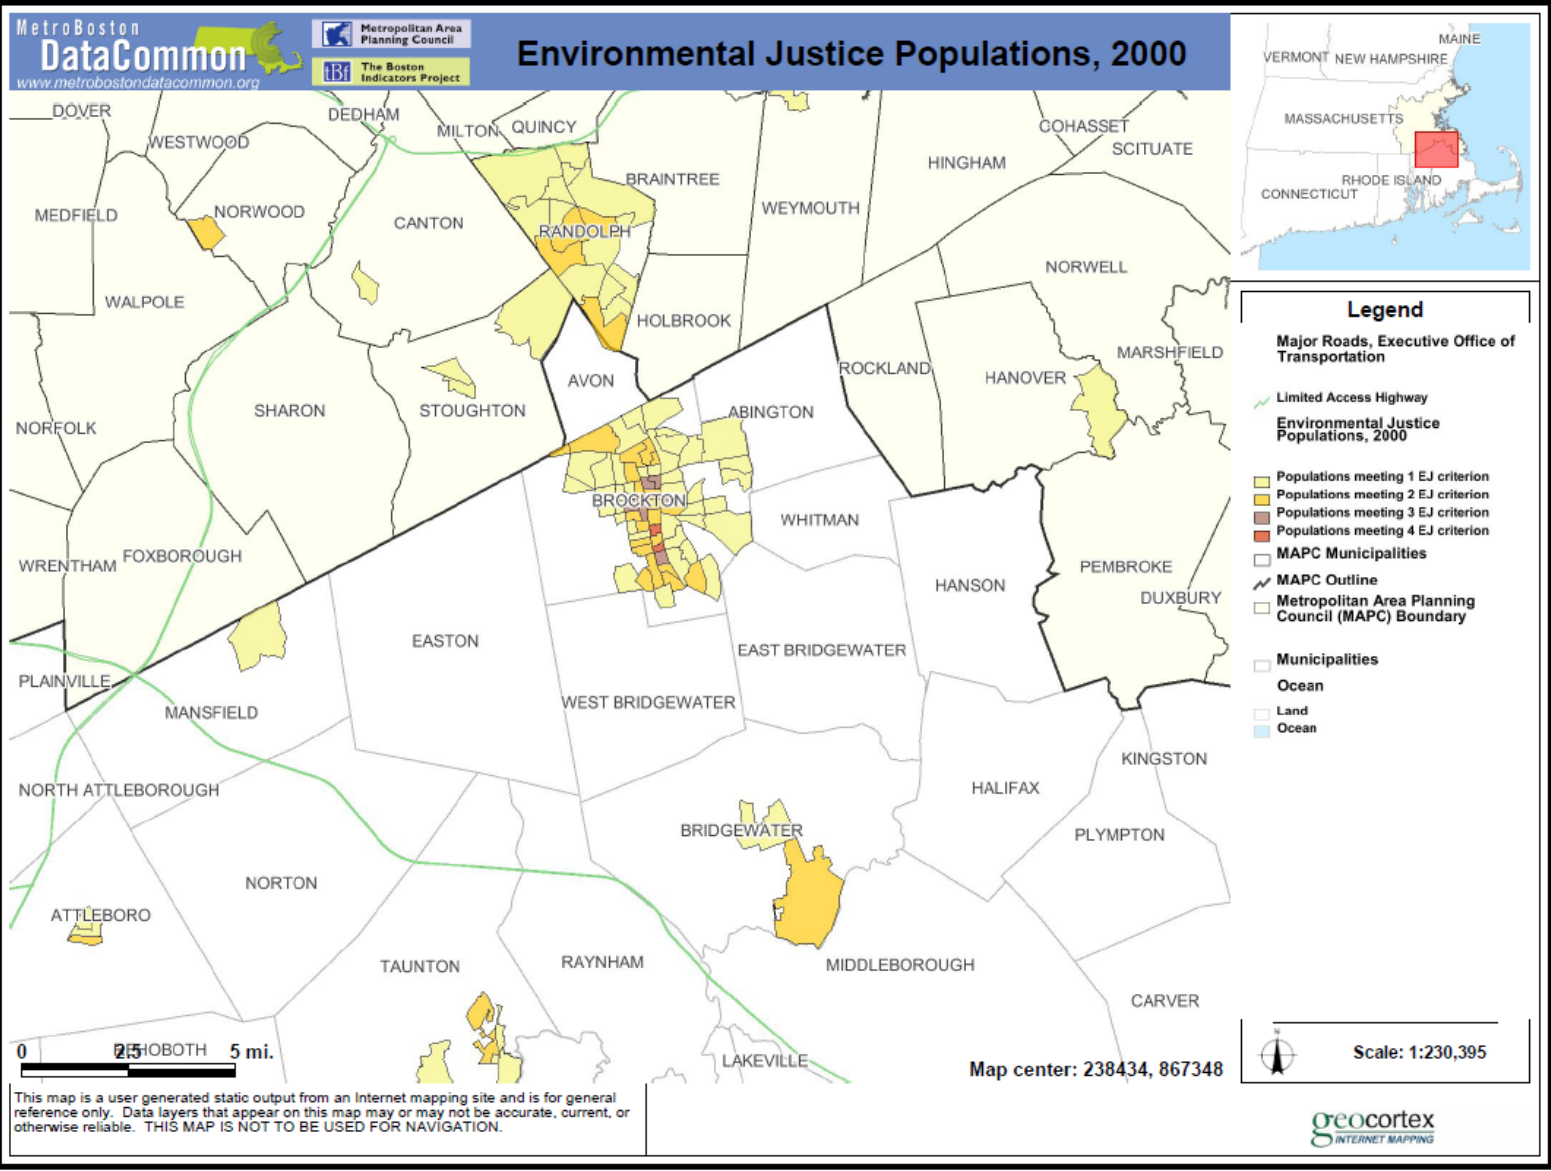 MetroBoston
DataCommon
www.metrobostondatacommon.org
Metropolitan Area
Planning Council
tBf
The Boston
Indicators Project
Environmental Justice Populations, 2000
MAINE
VERMONT
NEW HAMPSHIRE
MASSACHUSETTS
RHODE ISLAND
CONNECTICUT
DOVER
DEDHAM
WESTWOOD
MILTON
QUINCY
COHASSET
SCITUATE
HINGHAM
BRAINTREE
MEDFIELD
NORWOOD
CANTON
WEYMOUTH
RANDOLPH
NORWELL
WALPOLE
HOLBROOK
MARSHFIELD
ROCKLAND
HANOVER
AVON
SHARON
STOUGHTON
ABINGTON
NORFOLK
BROCKTON
WHITMAN
WRENTHAM
FOXBOROUGH
PEMBROKE
HANSON
DUXBURY
EASTON
EAST BRIDGEWATER
PLAINVILLE
MANSFIELD
WEST BRIDGEWATER
KINGSTON
NORTH ATTLEBOROUGH
HALIFAX
BRIDGEWATER
PLYMPTON
NORTON
ATTLEBORO
TAUNTON
RAYNHAM
MIDDLEBOROUGH
CARVER
REHOBOTH
LAKEVILLE
0 2.5 5 mi.
Map center: 238434, 867348
Legend
Major Roads, Executive Office of
Transportation
Limited Access Highway
Environmental Justice
Populations, 2000
Populations meeting 1 EJ criterion
Populations meeting 2 EJ criterion
Populations meeting 3 EJ criterion
Populations meeting 4 EJ criterion
MAPC Municipalities
MAPC Outline
Metropolitan Area Planning
Council (MAPC) Boundary
Municipalities
Ocean
Land
Ocean
N
Scale: 1:230,395
This map is a user generated static output from an Internet mapping site and is for general
reference only. Data layers that appear on this map may or may not be accurate, current, or
otherwise reliable. THIS MAP IS NOT TO BE USED FOR NAVIGATION.
geocortex
INTERNET MAPPING